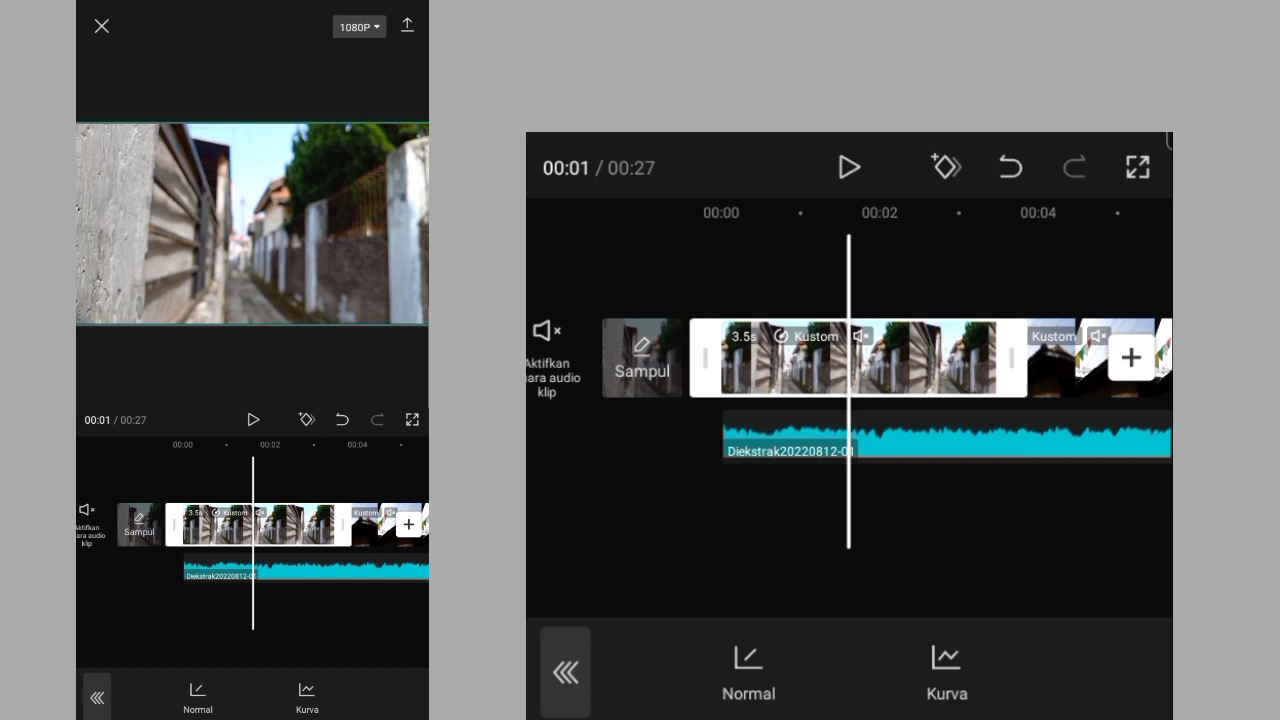 1080P
00:01 / 00:27
00:00
00:02
00:04
3.5s
Kustom
Kustom
Aktifkan
ara audio
klip
Sampul
Diekstrak20220812-01
Normal
Kurva
00:01 / 00:27
00:00
00:02
00:04
3.5s
Kustom
Kustom
Aktifkan
ara audio
klip
Sampul
Diekstrak20220812-01
Normal
Kurva